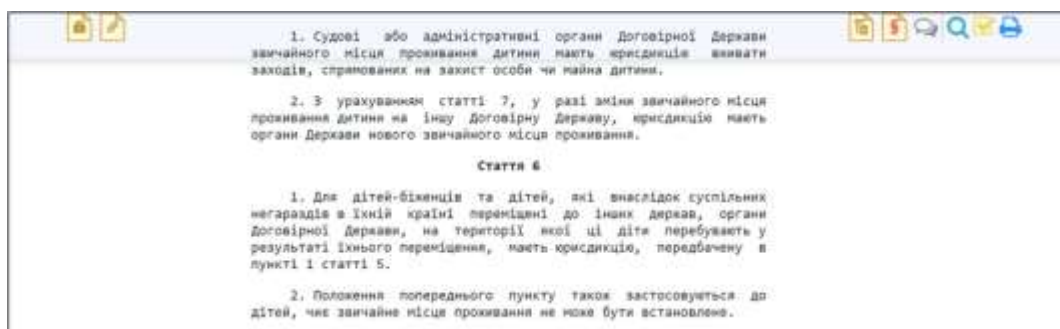 1. Судові або адміністративні органи Договірної Держави
звичайного місця проживання дитини мають юрисдикцію вживати
заходів, спрямованих на захист особи чи майна дитини.
2. З урахуванням статті 7, у разі зміни звичайного місця
проживання дитини на іншу Договірну Державу, юрисдикцію мають
органи Держави нового звичайного місця проживання.
Стаття 6
1. Для дітей-біженців та дітей, які внаслідок суспільних
негараздів в їхній країні переміщені до інших держав, органи
Договірної Держави, на території якої ці діти перебувають у
результаті їхнього переміщення, мають юрисдикцію, передбачену в
пункті 1 статті 5.
2. Положення попереднього пункту також застосовуються до
дітей, чиє звичайне місце проживання не може бути встановлене.